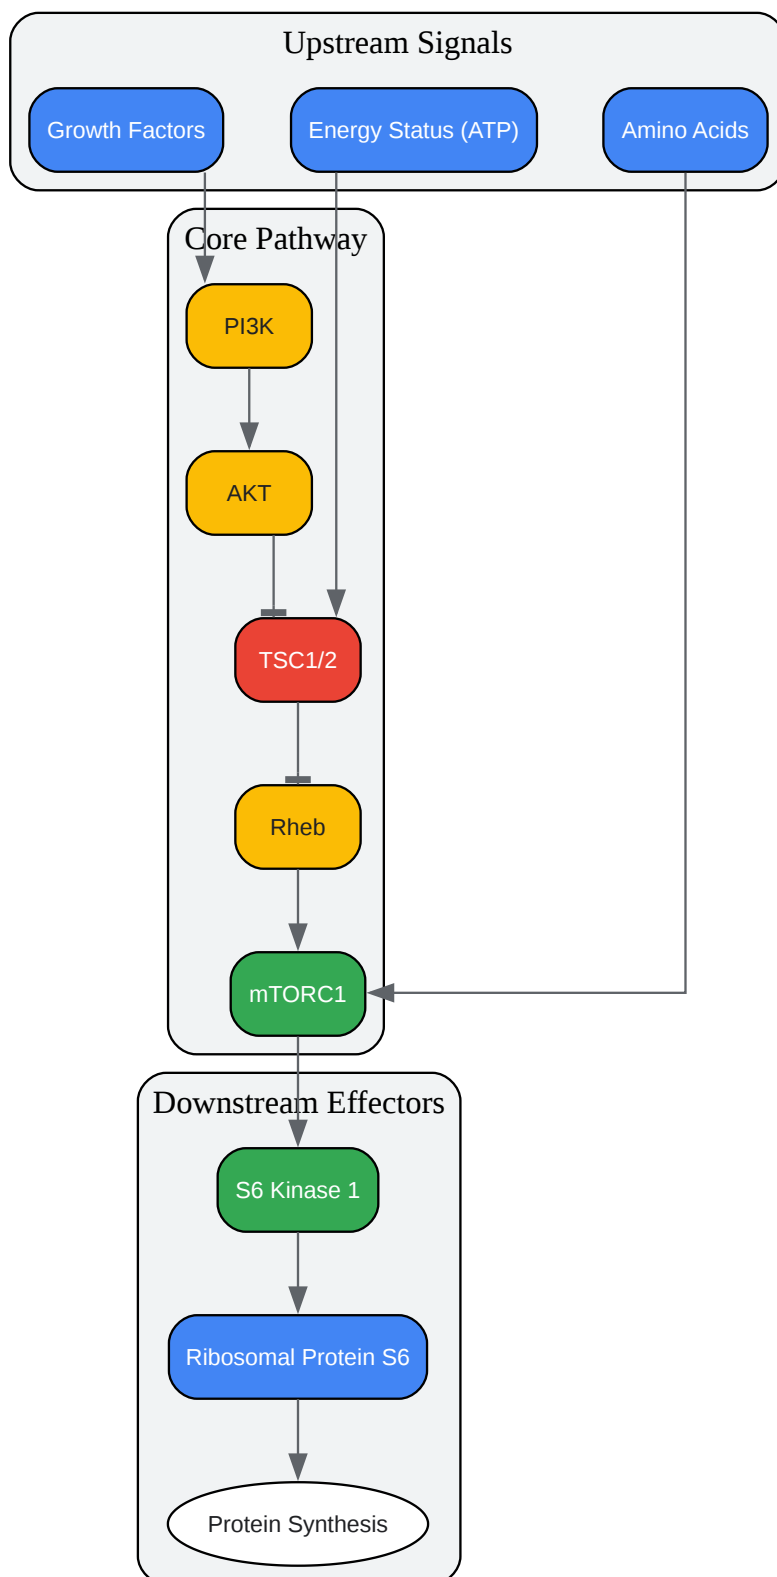 Upstream Signals
Growth Factors
Energy Status (ATP)
Amino Acids
Core Pathway
PI3K
AKT
TSC1/2
Rheb
mTORC1
Downstream Effectors
S6 Kinase 1
Ribosomal Protein S6
Protein Synthesis